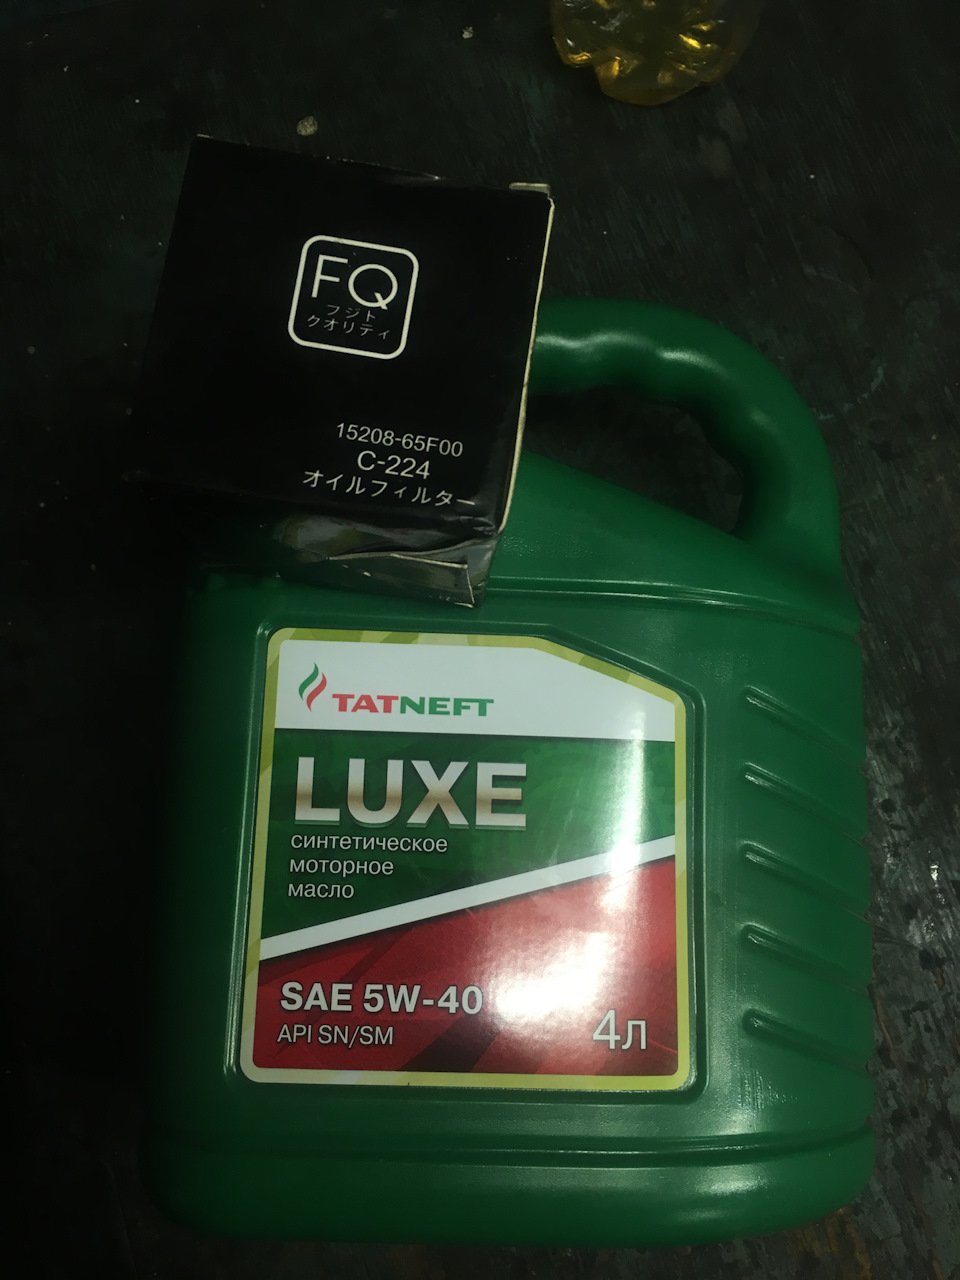 FQ
フジト
クオリティ
15208-65F00
C-224
オイルフィルター
TATNEFT
LUXE
синтетическое
моторное
масло
SAE 5W-40
API SN/SM
4л